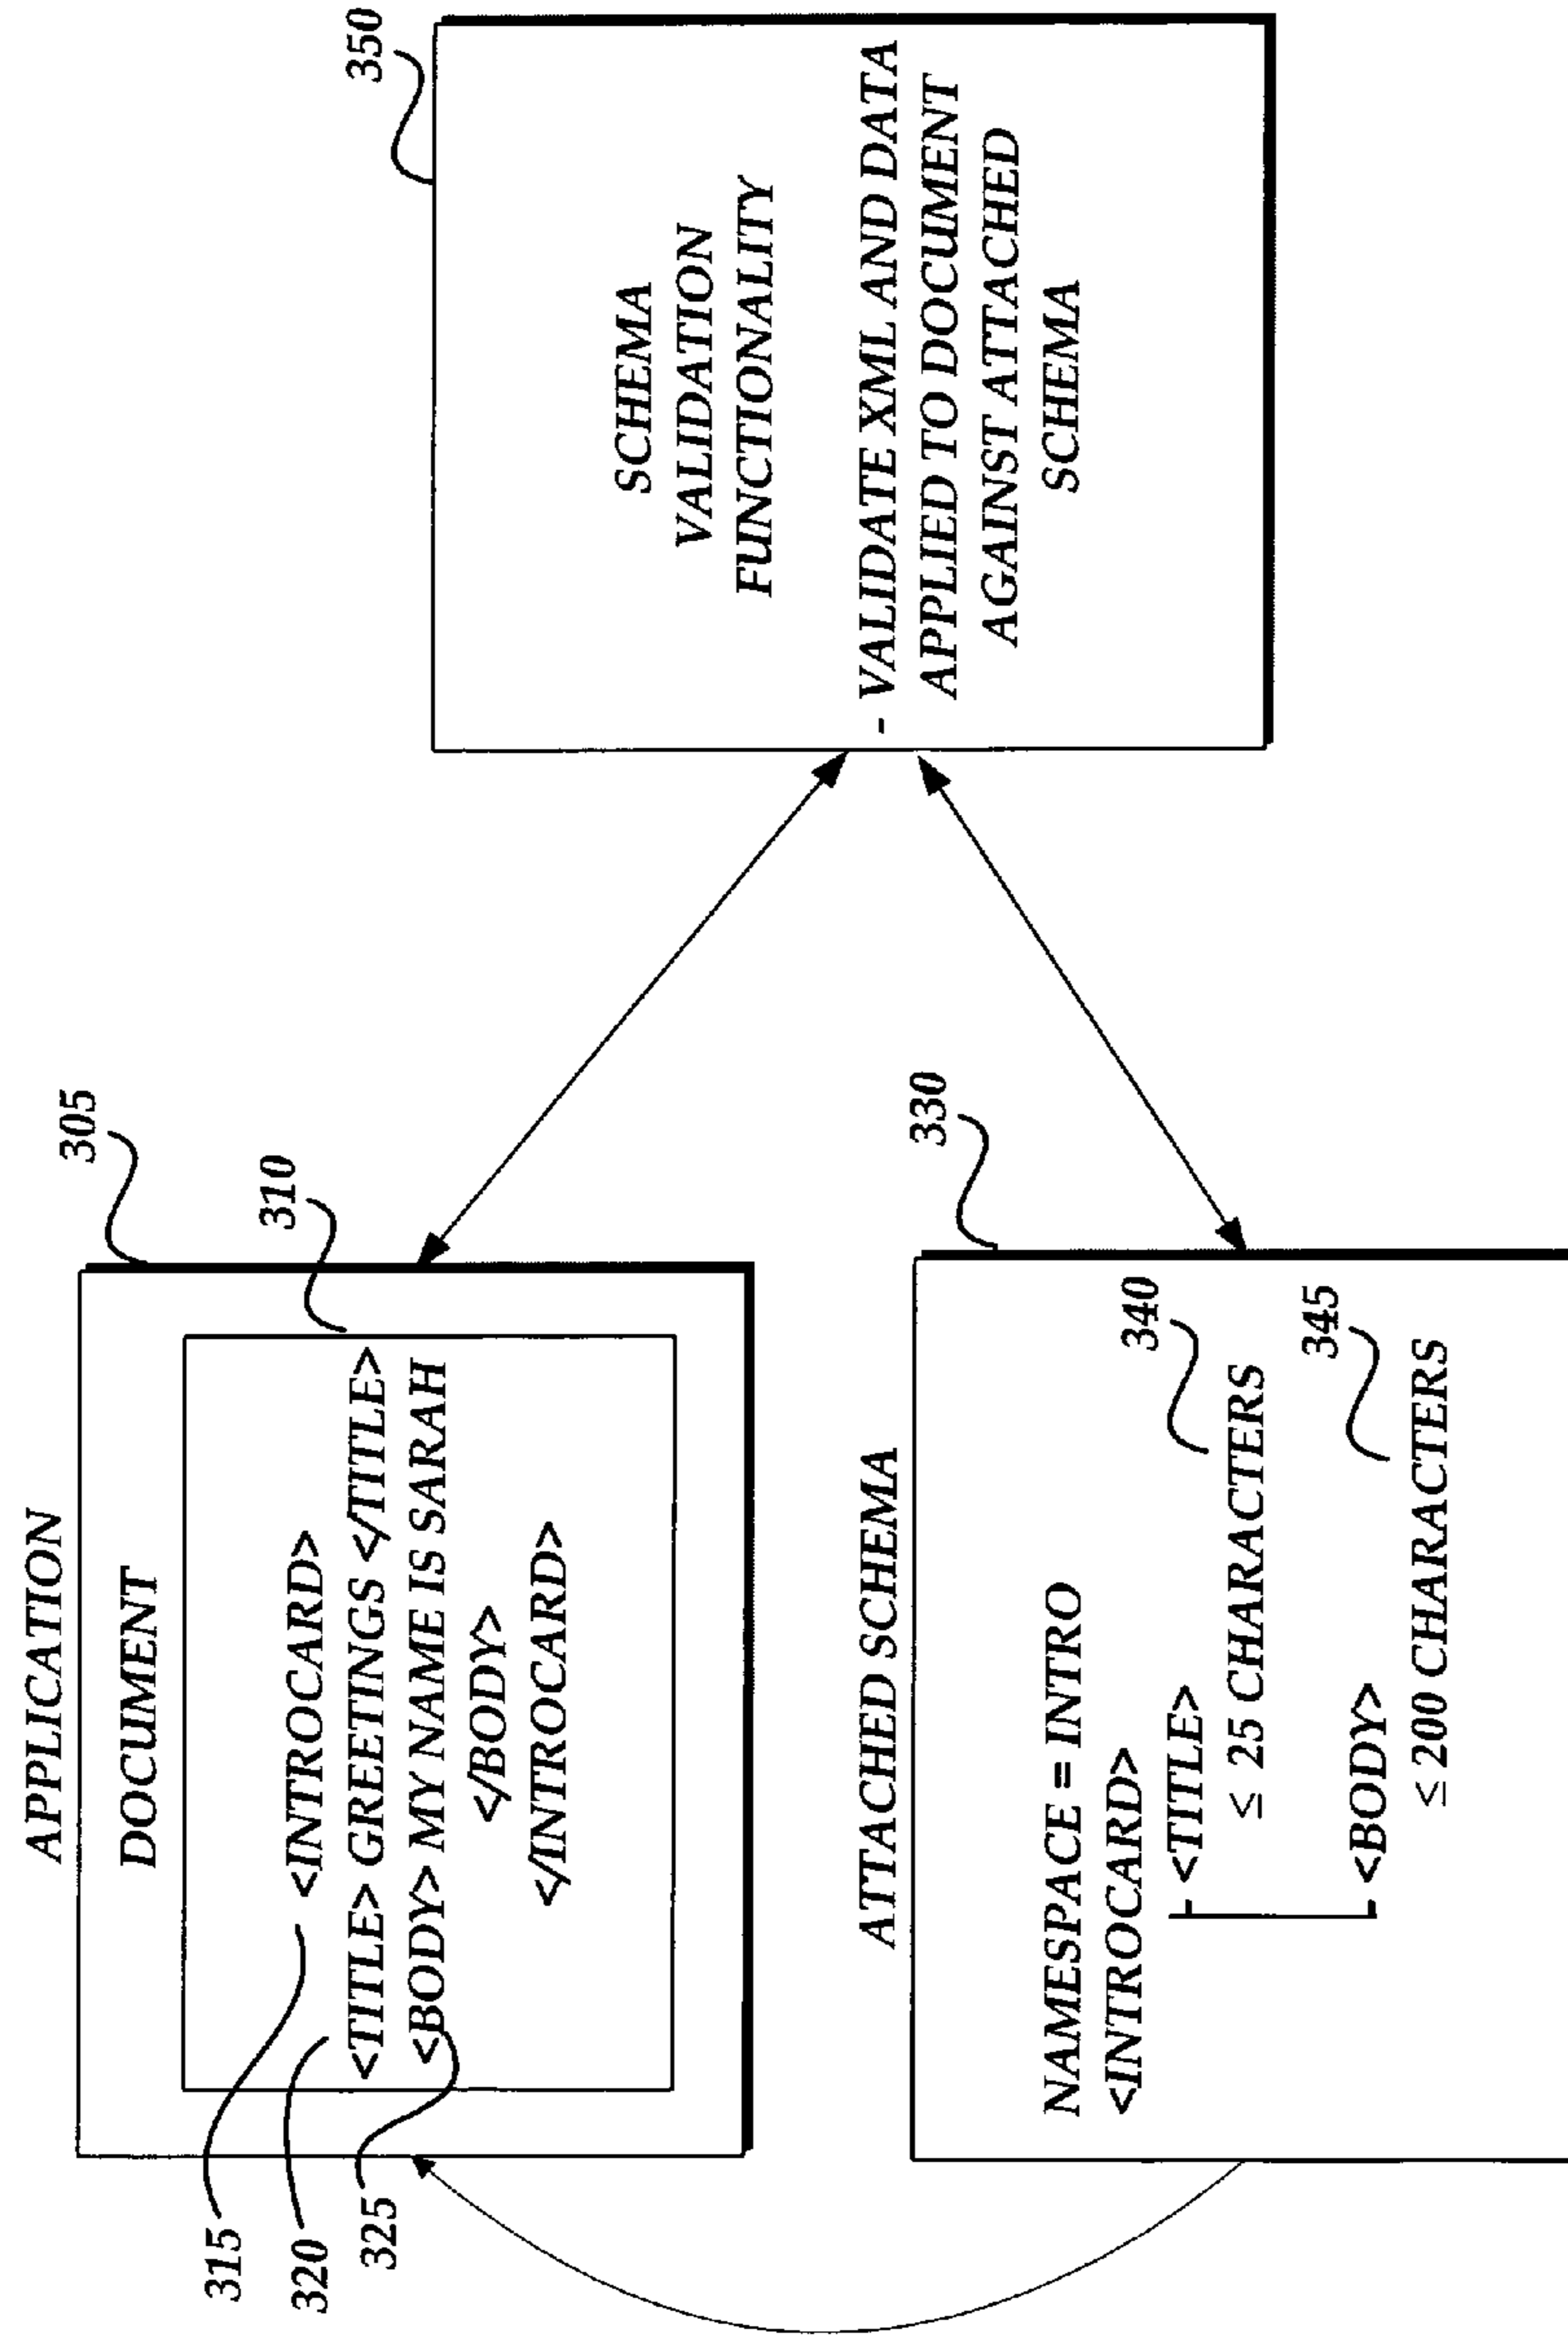 APPLICATION
305
DOCUMENT
310
315
<INTROCARD>
320
<TITLE> GREETINGS </TITLE>
325
<BODY> MY NAME IS SARAH
</BODY>
</INTROCARD>
ATTACHED SCHEMA
330
NAMESPACE = INTRO
<INTROCARD>
340
<TITLE>
≤ 25 CHARACTERS
345
<BODY>
≤ 200 CHARACTERS
350
SCHEMA
VALIDATION
FUNCTIONALITY
- VALIDATE XML AND DATA
APPLIED TO DOCUMENT
AGAINST ATTACHED
SCHEMA